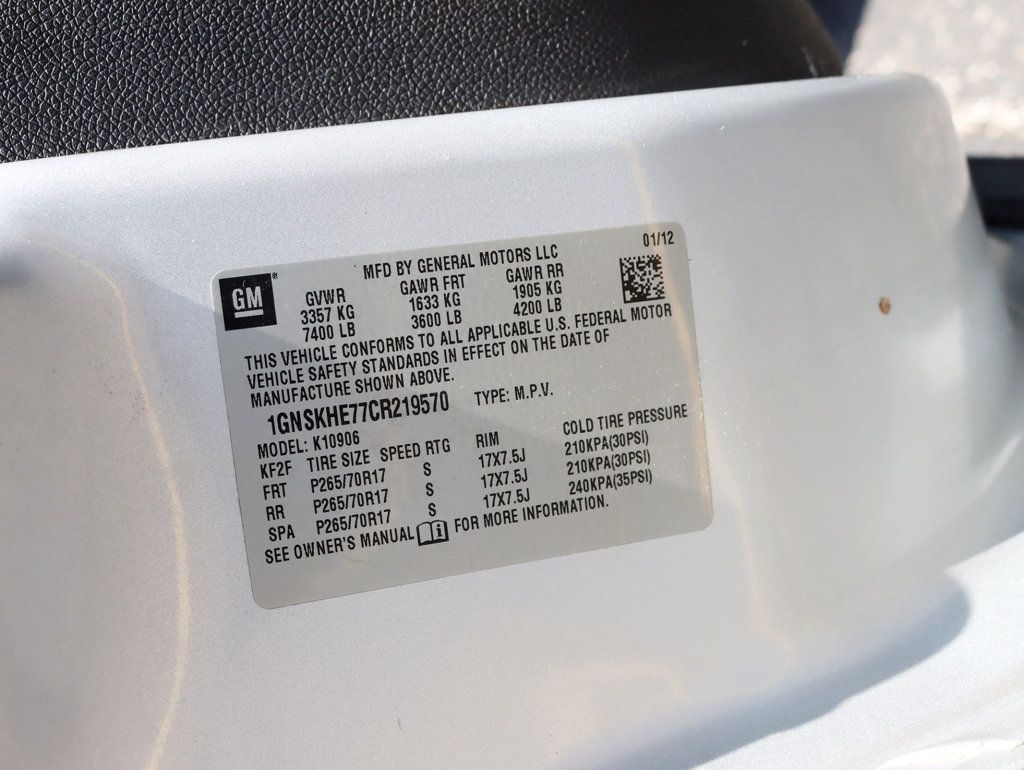 GM®
MFD BY GENERAL MOTORS LLC 01/12
GVWR GAWR FRT GAWR RR
3357 KG 1633 KG 1905 KG
7400 LB 3600 LB 4200 LB
THIS VEHICLE CONFORMS TO ALL APPLICABLE U.S. FEDERAL MOTOR
VEHICLE SAFETY STANDARDS IN EFFECT ON THE DATE OF
MANUFACTURE SHOWN ABOVE.
1GNSKHE77CR219570 TYPE: M.P.V.
MODEL: K10906
KF2F TIRE SIZE SPEED RTG RIM COLD TIRE PRESSURE
FRT P265/70R17 S 17X7.5J 210KPA(30PSI)
RR P265/70R17 S 17X7.5J 210KPA(30PSI)
SPA P265/70R17 S 17X7.5J 240KPA(35PSI)
SEE OWNER'S MANUAL i FOR MORE INFORMATION.